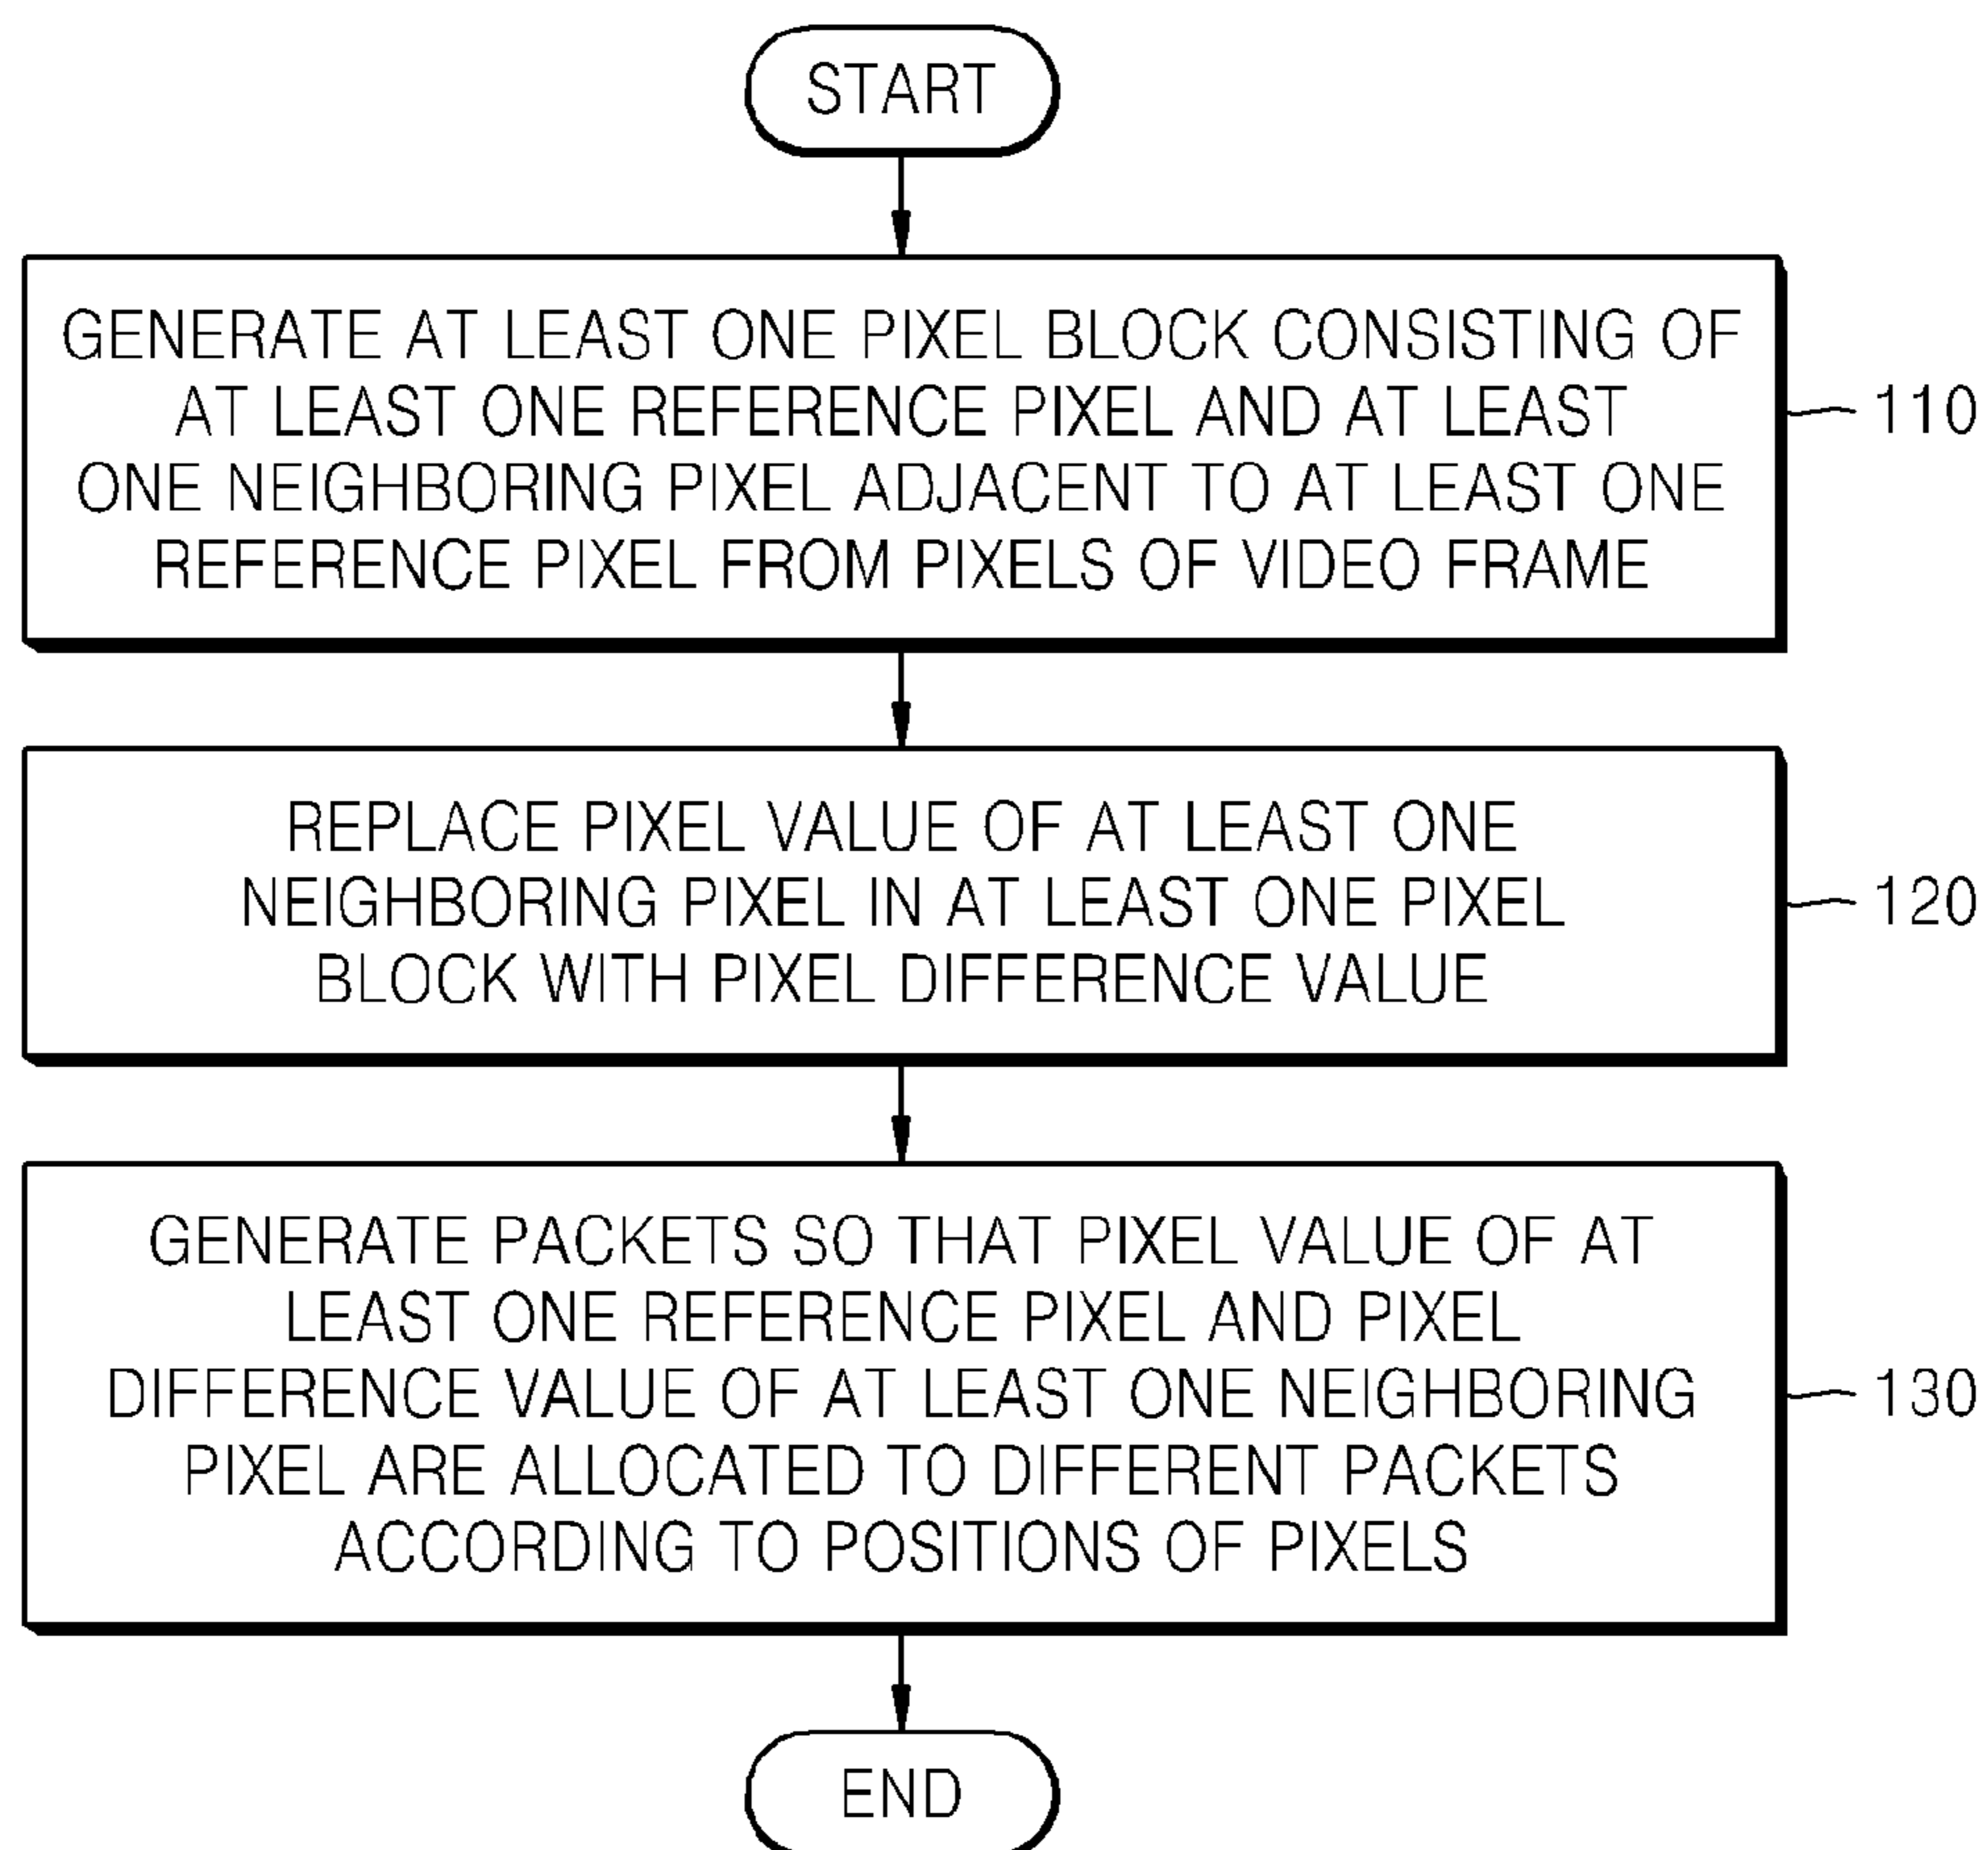 START
GENERATE AT LEAST ONE PIXEL BLOCK CONSISTING OF
AT LEAST ONE REFERENCE PIXEL AND AT LEAST
ONE NEIGHBORING PIXEL ADJACENT TO AT LEAST ONE
REFERENCE PIXEL FROM PIXELS OF VIDEO FRAME
110
REPLACE PIXEL VALUE OF AT LEAST ONE
NEIGHBORING PIXEL IN AT LEAST ONE PIXEL
BLOCK WITH PIXEL DIFFERENCE VALUE
120
GENERATE PACKETS SO THAT PIXEL VALUE OF AT
LEAST ONE REFERENCE PIXEL AND PIXEL
DIFFERENCE VALUE OF AT LEAST ONE NEIGHBORING
PIXEL ARE ALLOCATED TO DIFFERENT PACKETS
ACCORDING TO POSITIONS OF PIXELS
130
END